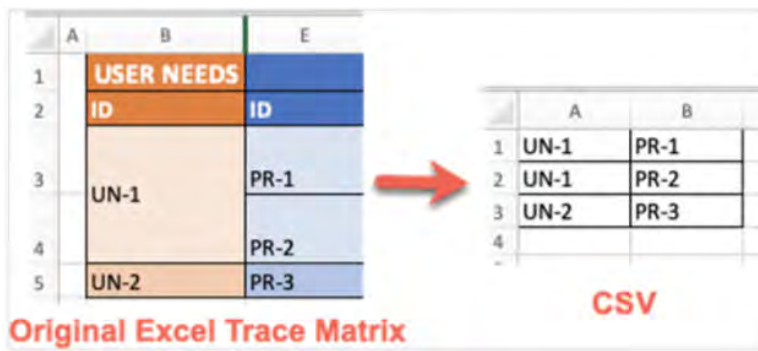 A B E
1 USER NEEDS
2 ID ID
3 UN-1 PR-1
4 PR-2
5 UN-2 PR-3
Original Excel Trace Matrix
A B
1 UN-1 PR-1
2 UN-1 PR-2
3 UN-2 PR-3
4
CSV